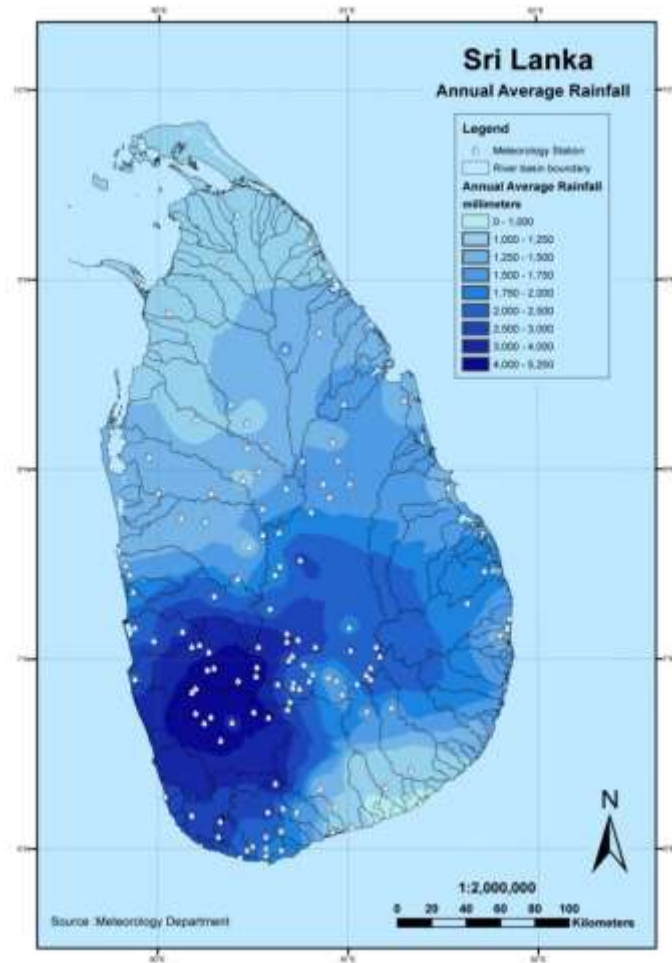 Sri Lanka
Annual Average Rainfall
Legend
Meteorology Station
River basin boundary
Annual Average Rainfall
millimeters
0 - 1,000
1,000 - 1,250
1,250 - 1,500
1,500 - 1,750
1,750 - 2,000
2,000 - 2,500
2,500 - 3,000
3,000 - 4,000
4,000 - 5,250
N
1:2,000,000
0 20 40 60 80 100
Kilometers
Source :Meteorology Department